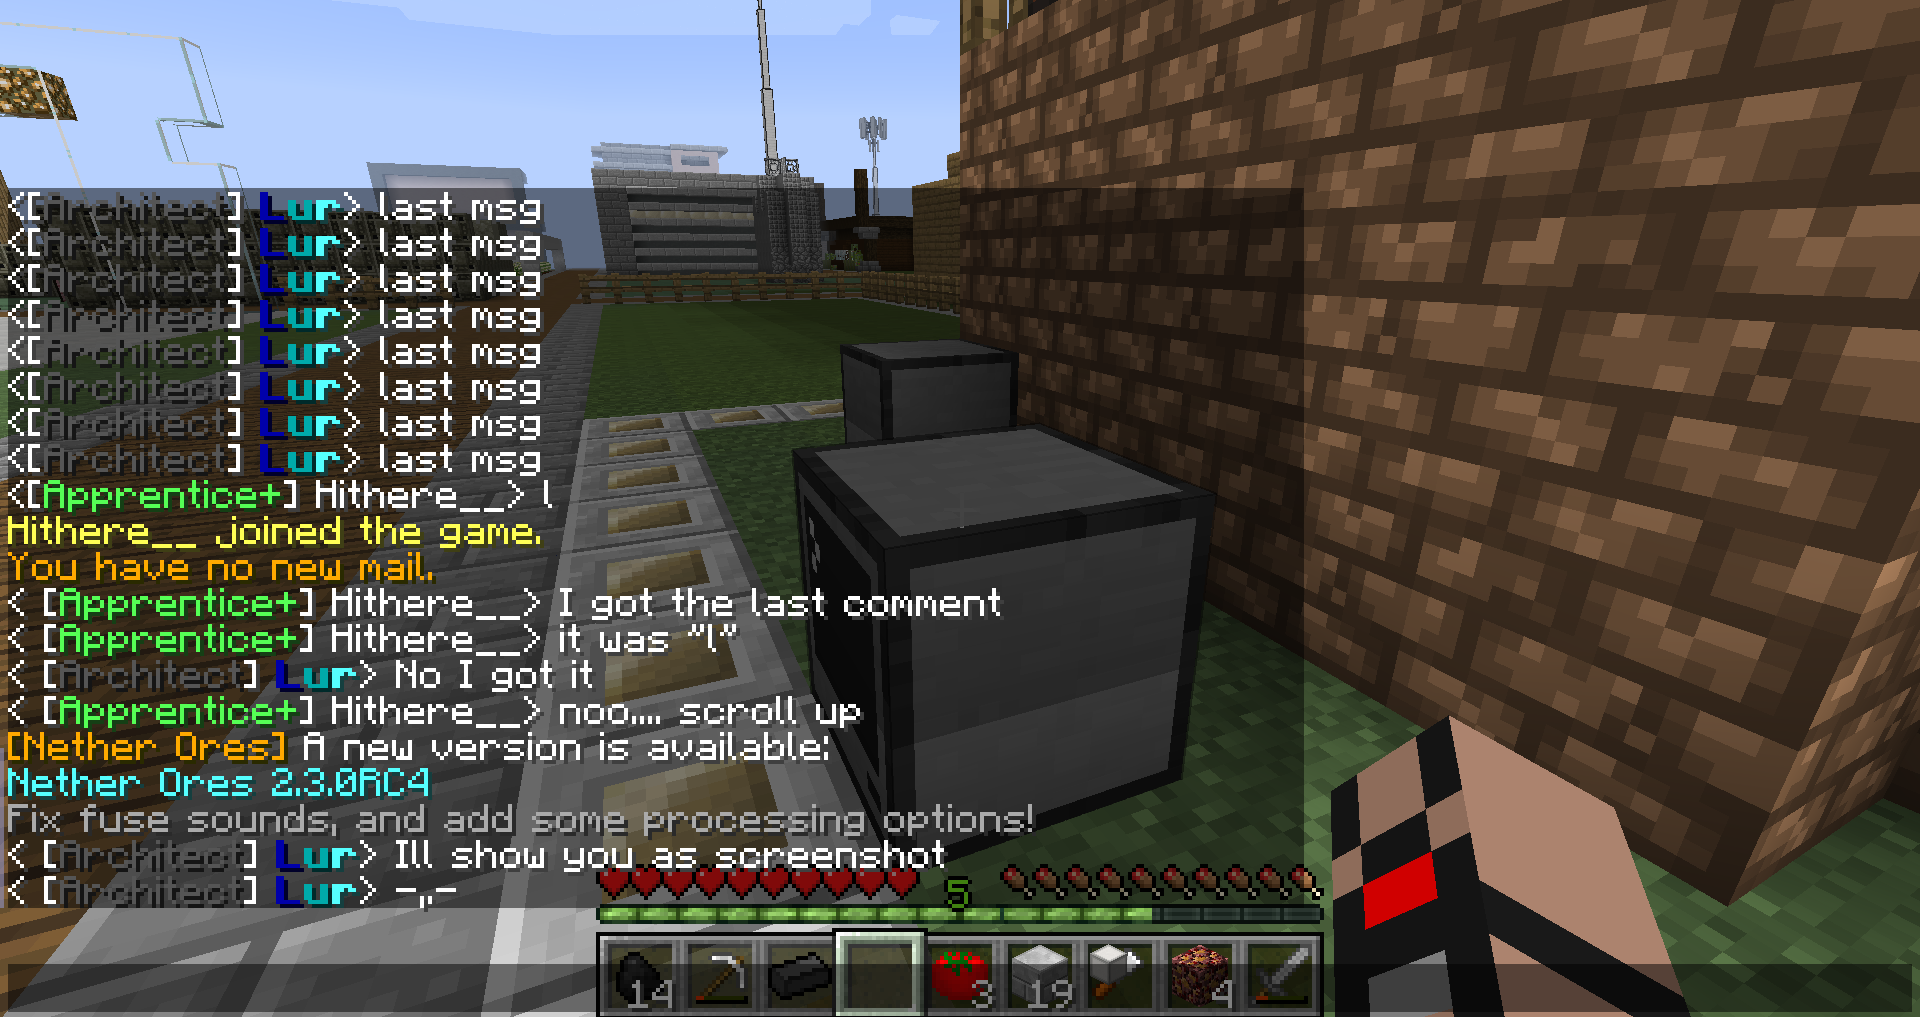 <[Architect] Lur> last msg
<[Architect] Lur> last msg
<[Architect] Lur> last msg
<[Architect] Lur> last msg
<[Architect] Lur> last msg
<[Architect] Lur> last msg
<[Architect] Lur> last msg
<[Architect] Lur> last msg
<[Apprentice+] Hithere__> l
Hithere__ joined the game.
You have no new mail.
< [Apprentice+] Hithere__> I got the last comment
< [Apprentice+] Hithere__> it was "l"
< [Architect] Lur> No I got it
< [Apprentice+] Hithere__> noo.... scroll up
[Nether Ores] A new version is available:
Nether Ores 2.3.0RC4
Fix fuse sounds, and add some processing options!
< [Architect] Lur> Ill show you as screenshot
< [Architect] Lur> -,,-
5
14 3 19 4